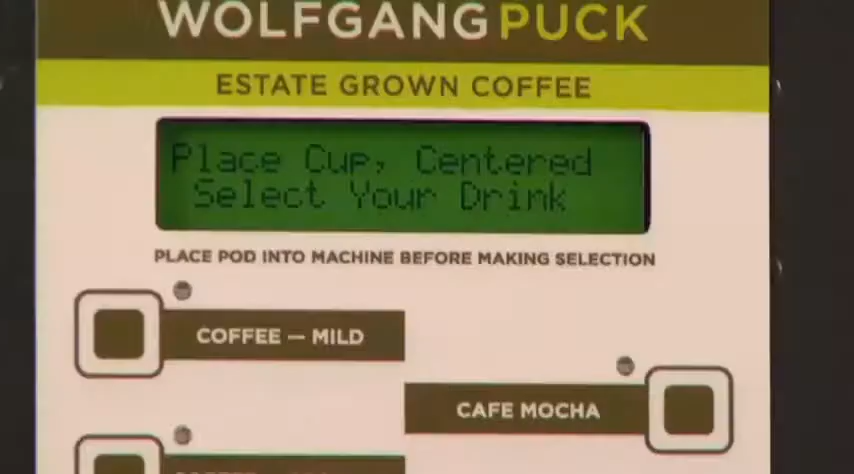 WOLFGANG PUCK
ESTATE GROWN COFFEE
Place Cup, Centered
Select Your Drink
PLACE POD INTO MACHINE BEFORE MAKING SELECTION
COFFEE — MILD
CAFE MOCHA